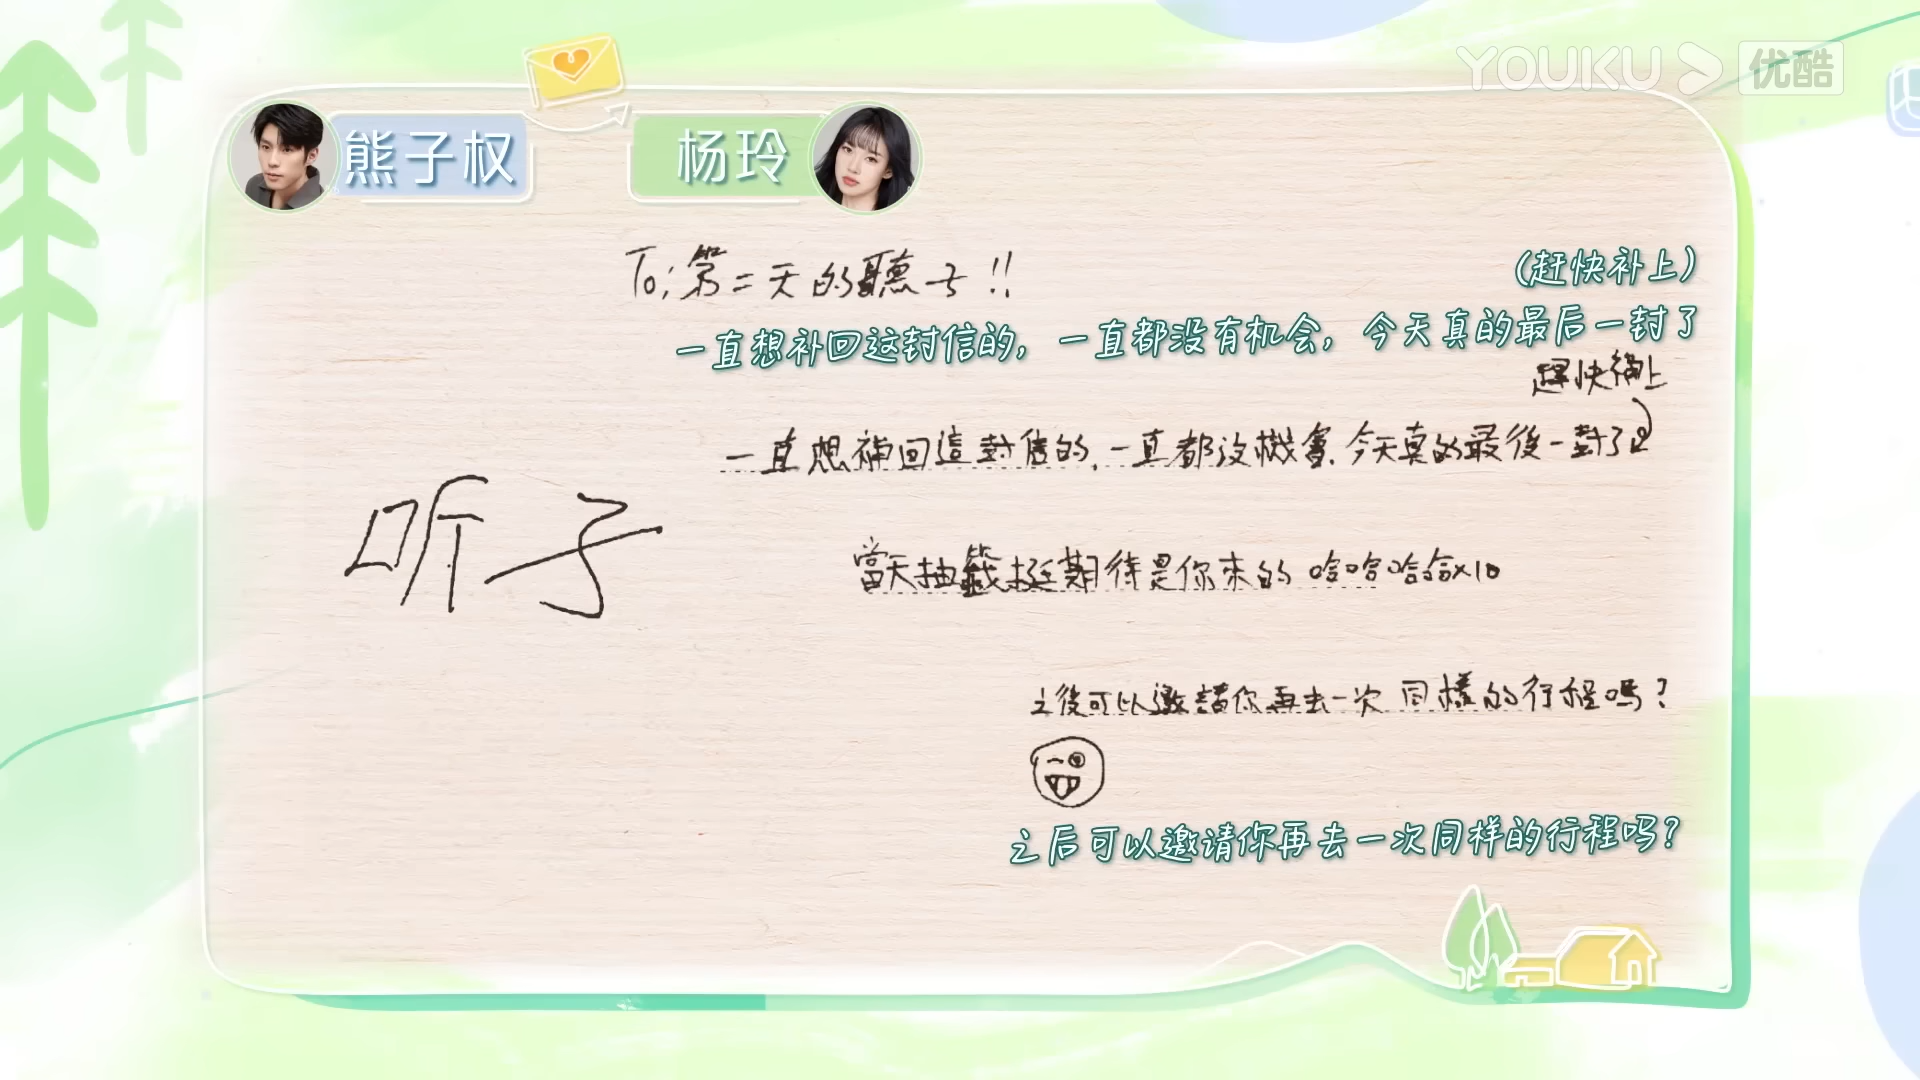 YOUKU 优酷
熊子权
杨玲
To:第二天的聽子!!
(赶快补上)
一直想补回这封信的，一直都没有机会，今天真的最后一封了
趕快補上
一直想補回這封信的,一直都沒機會,今天真的最後一封了
听子
當天抽籤挺期待是你來的 哈哈哈哈x10
之後可以邀請你再去一次 同樣的行程嗎?
之后可以邀请你再去一次同样的行程吗?